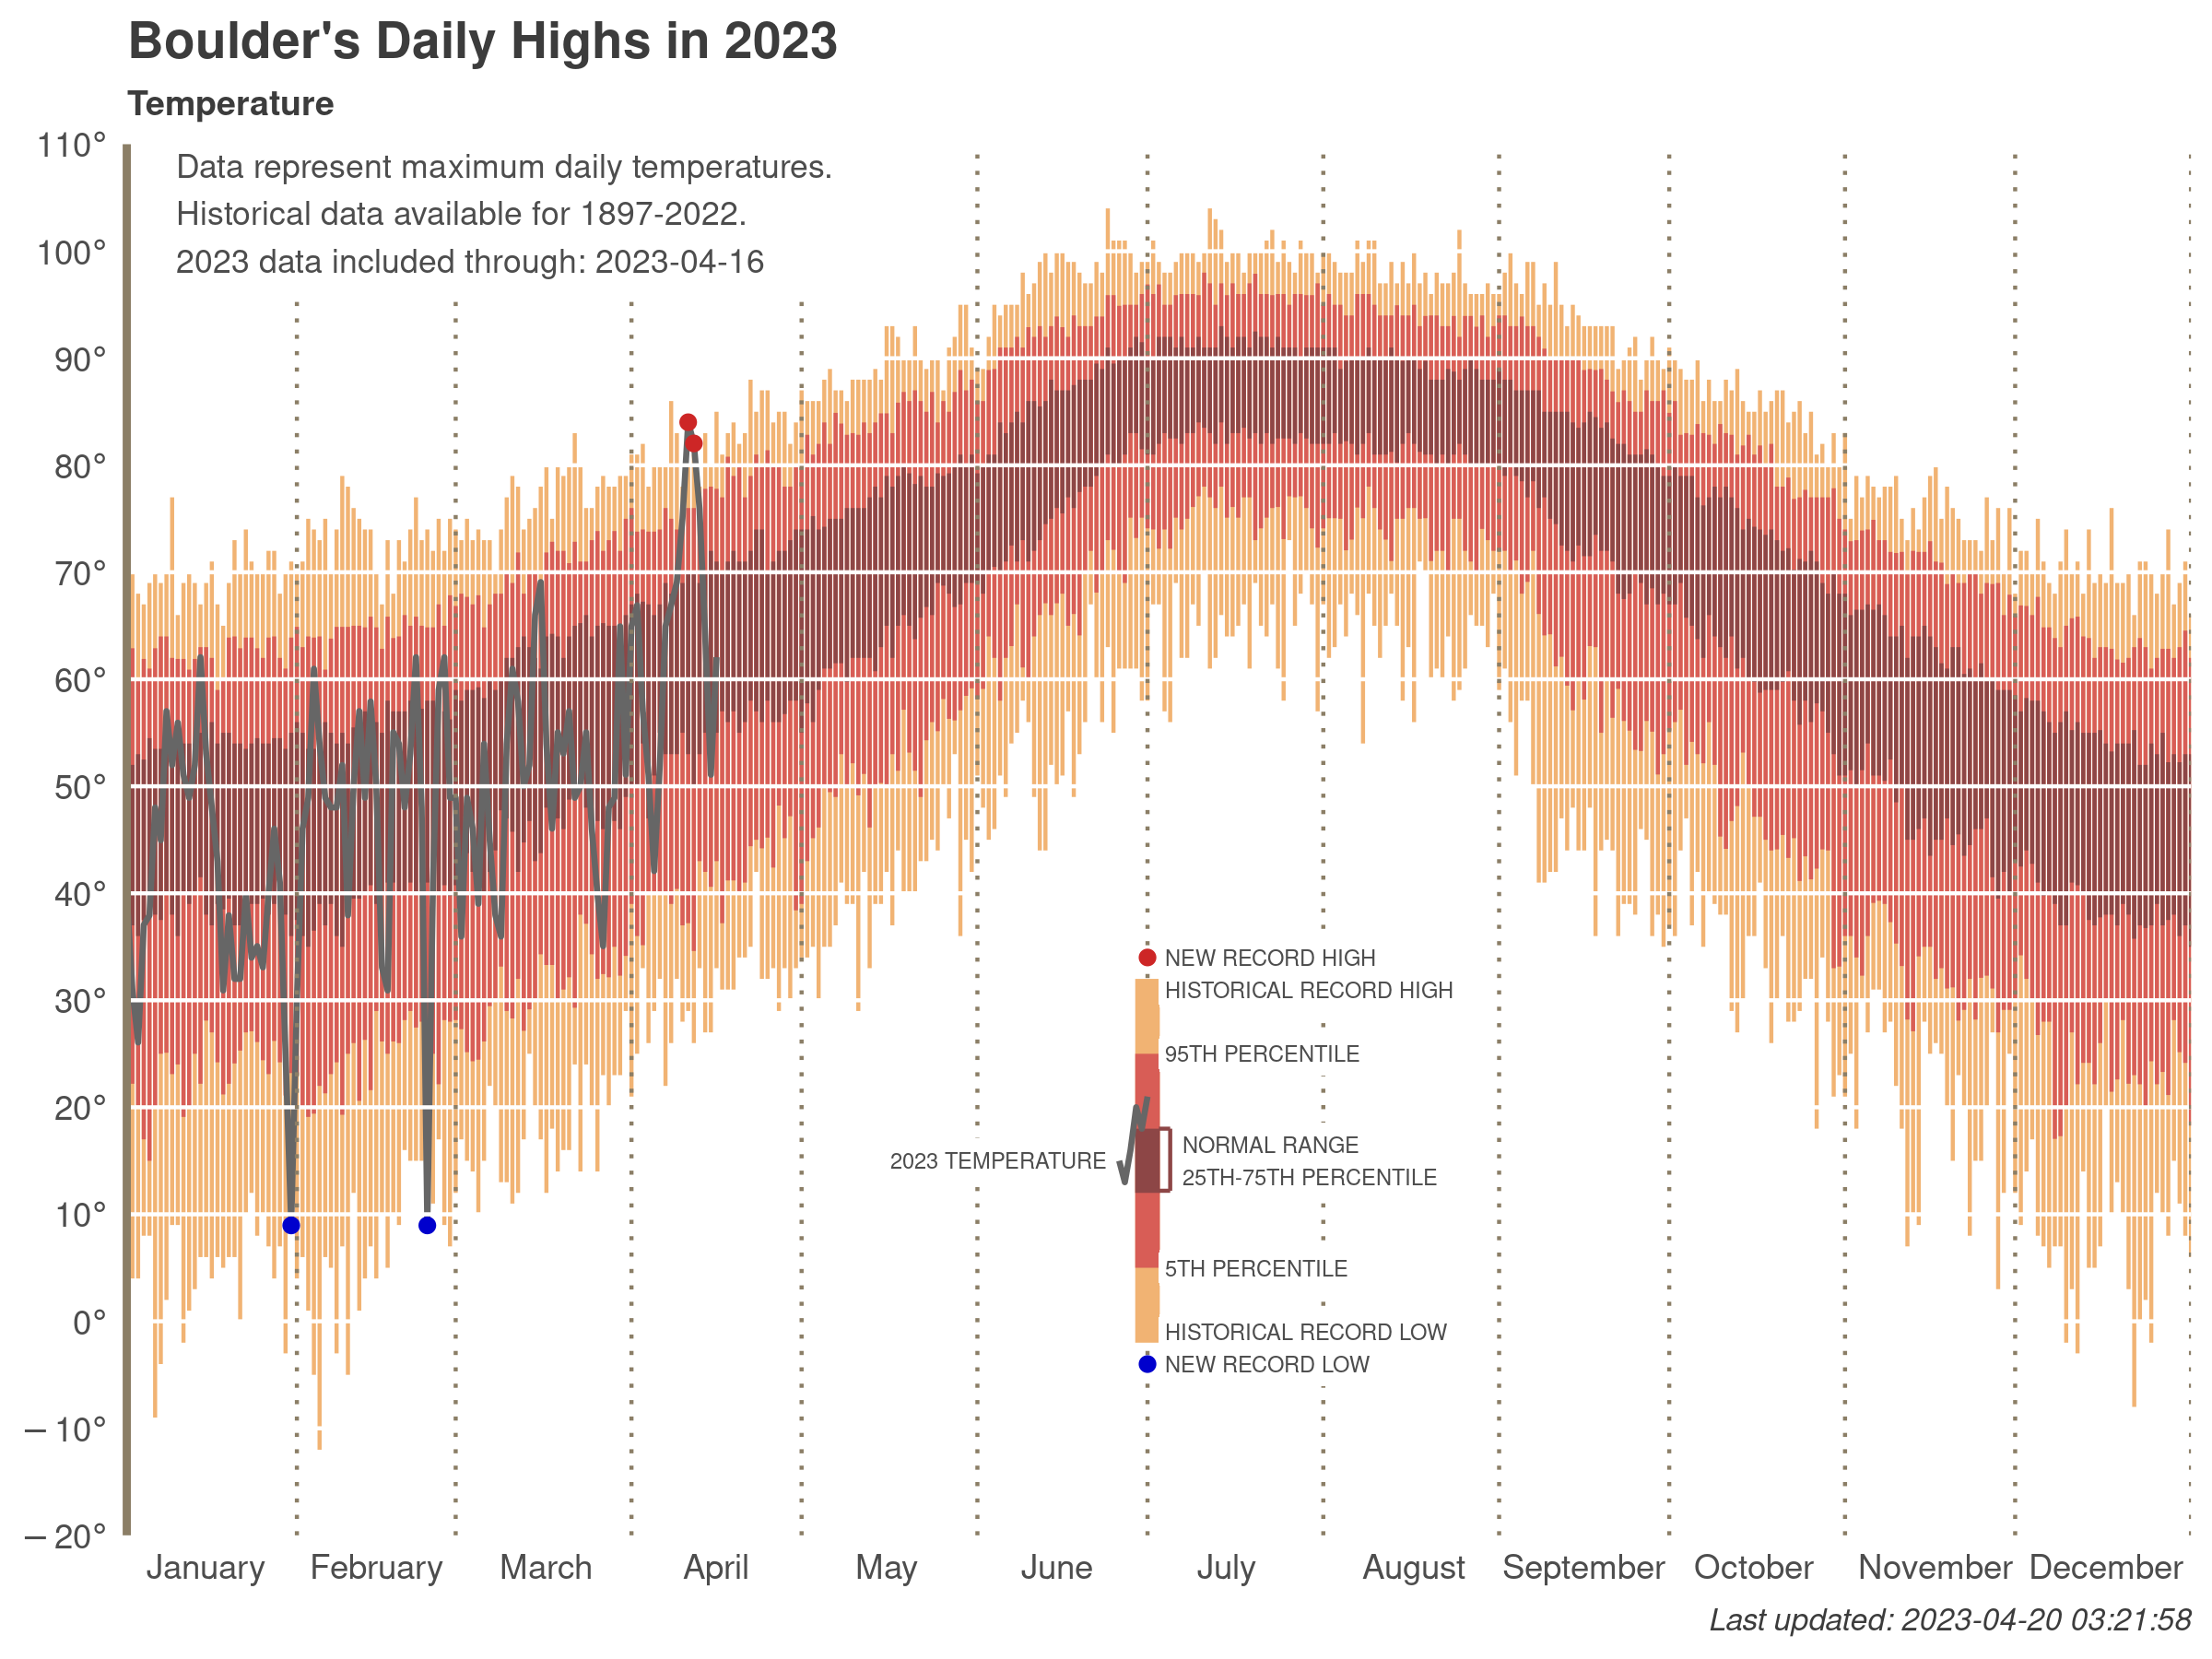 Boulder's Daily Highs in 2023
Temperature
110°
Data represent maximum daily temperatures.
Historical data available for 1897-2022.
2023 data included through: 2023-04-16
100°
90°
80°
70°
60°
50°
40°
30°
20°
10°
0°
−10°
−20°
NEW RECORD HIGH
HISTORICAL RECORD HIGH
95TH PERCENTILE
2023 TEMPERATURE
NORMAL RANGE
25TH-75TH PERCENTILE
5TH PERCENTILE
HISTORICAL RECORD LOW
NEW RECORD LOW
January February March April May June July August September October November December
Last updated: 2023-04-20 03:21:58